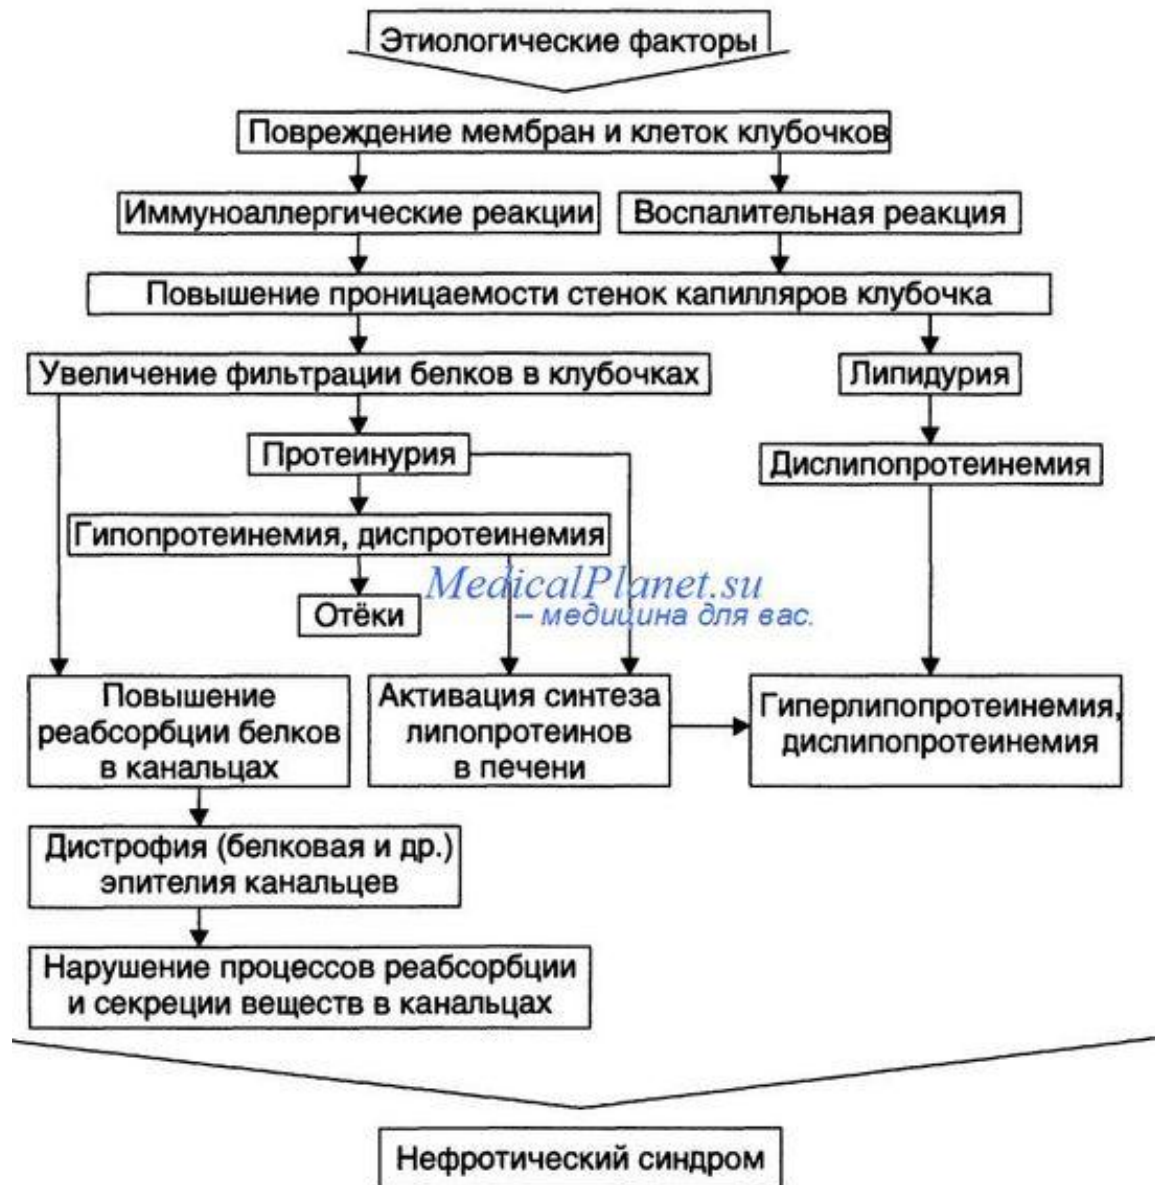 Этиологические факторы
Повреждение мембран и клеток клубочков
Иммуноаллергические реакции
Воспалительная реакция
Повышение проницаемости стенок капилляров клубочка
Увеличение фильтрации белков в клубочках
Липидурия
Протеинурия
Дислипопротеинемия
Гипопротеинемия, диспротеинемия
MedicalPlanet.su
– медицина для вас.
Отёки
Повышение
реабсорбции белков
в канальцах
Активация синтеза
липопротеинов
в печени
Гиперлипопротеинемия,
дислипопротеинемия
Дистрофия (белковая и др.)
эпителия канальцев
Нарушение процессов реабсорбции
и секреции веществ в канальцах
Нефротический синдром